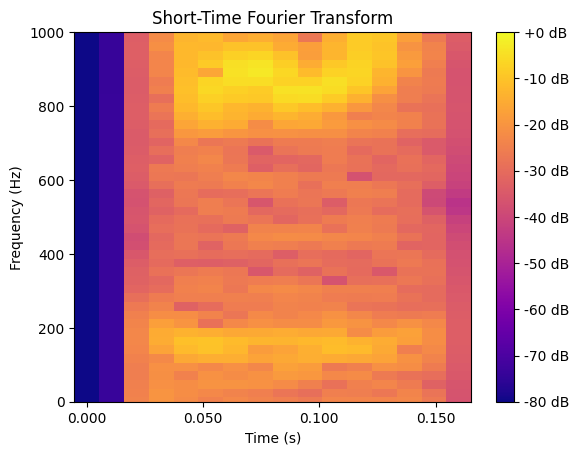 Short-Time Fourier Transform
1000
800
600
400
200
0
Frequency (Hz)
0.000
0.050
0.100
0.150
Time (s)
+0 dB
-10 dB
-20 dB
-30 dB
-40 dB
-50 dB
-60 dB
-70 dB
-80 dB